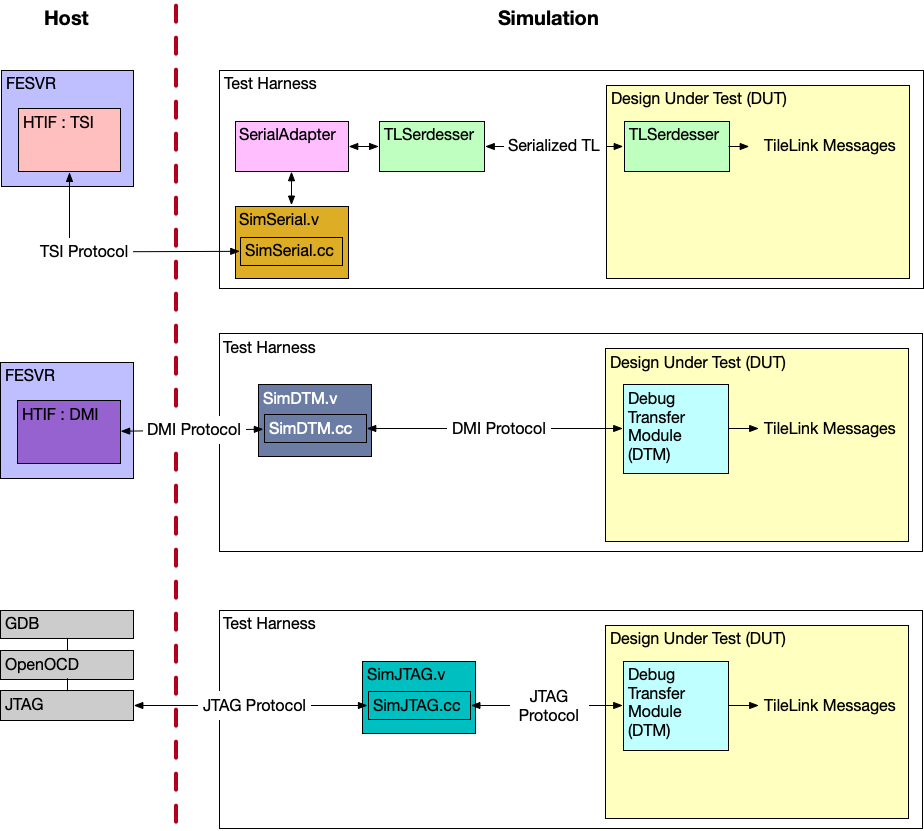 Host
Simulation
FESVR
HTIF : TSI
TSI Protocol
Test Harness
SerialAdapter
TLSerdesser
Serialized TL
SimSerial.v
SimSerial.cc
Design Under Test (DUT)
TLSerdesser
TileLink Messages
FESVR
HTIF : DMI
DMI Protocol
Test Harness
SimDTM.v
SimDTM.cc
DMI Protocol
Design Under Test (DUT)
Debug
Transfer
Module
(DTM)
TileLink Messages
GDB
OpenOCD
JTAG
JTAG Protocol
Test Harness
SimJTAG.v
SimJTAG.cc
JTAG
Protocol
Design Under Test (DUT)
Debug
Transfer
Module
(DTM)
TileLink Messages